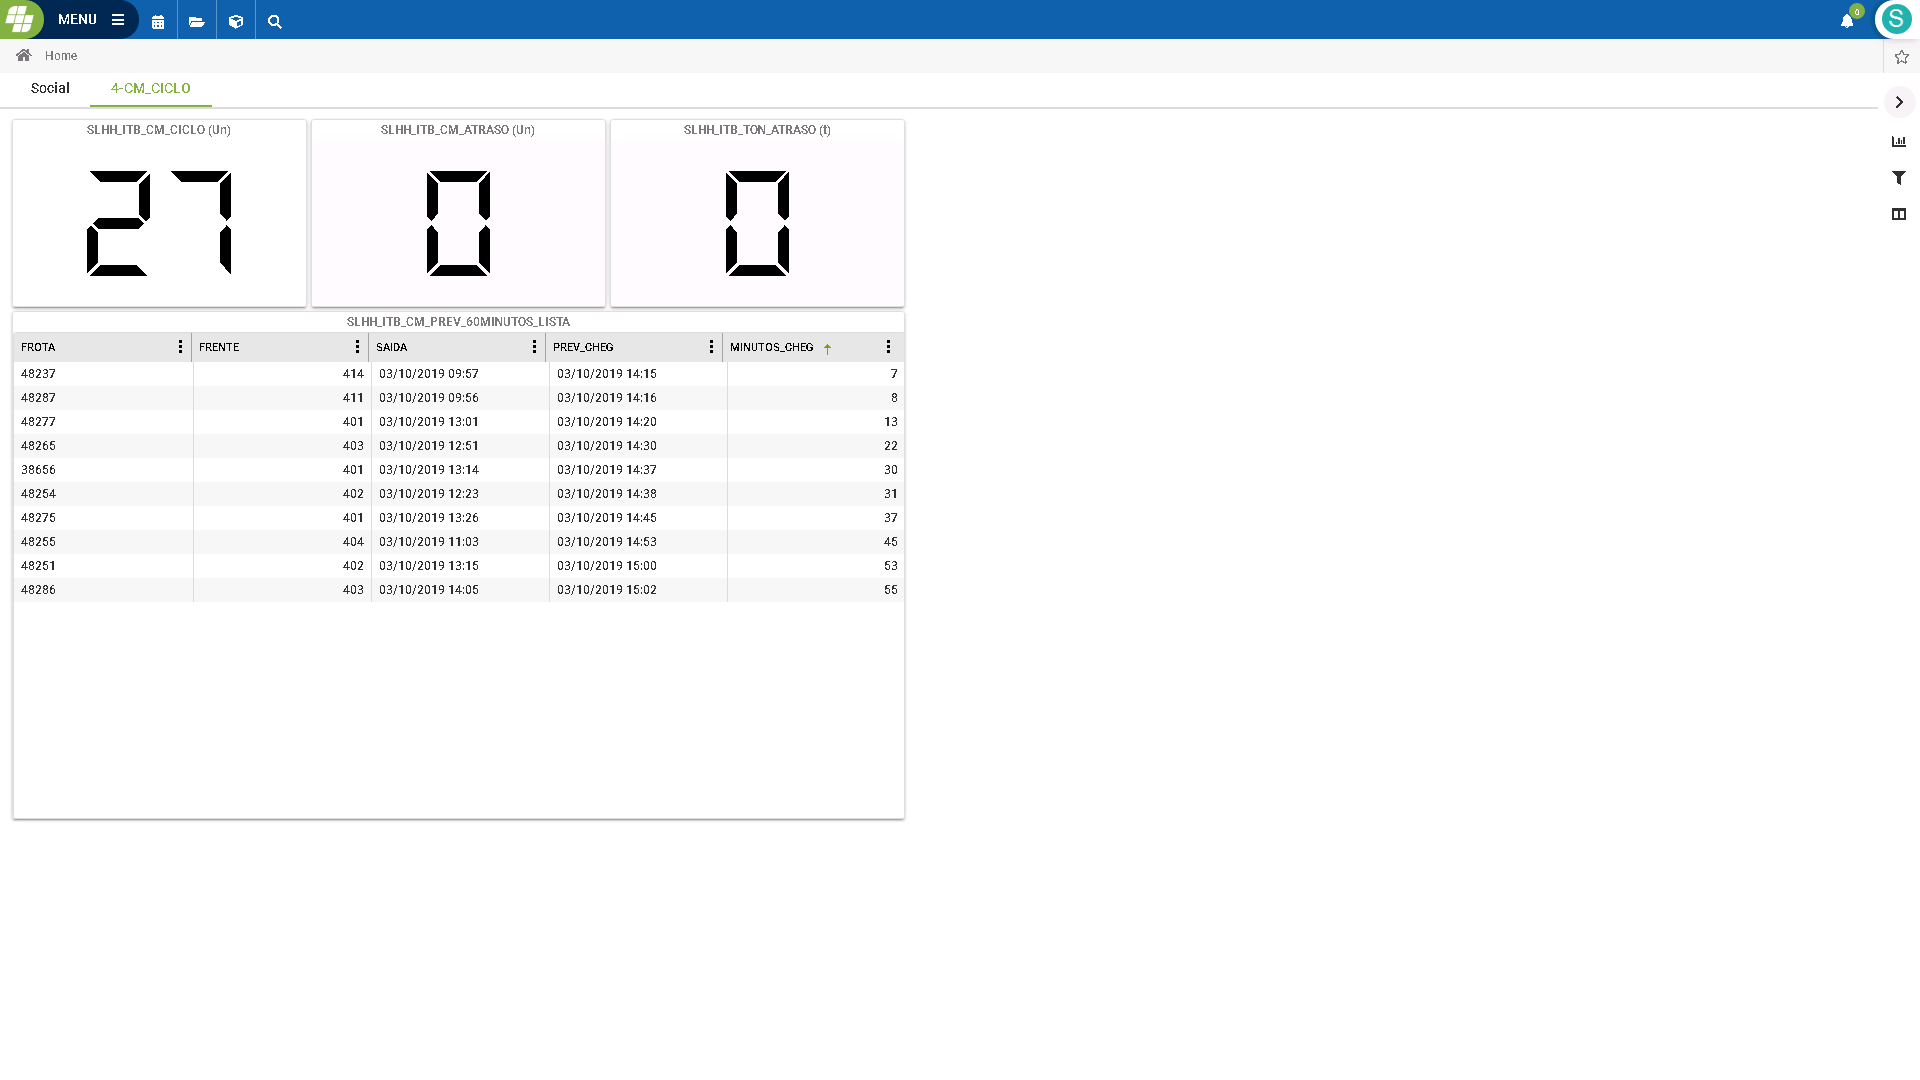 MENU
0
S
Home
Social
4-CM_CICLO
SLHH_ITB_CM_CICLO (Un)
SLHH_ITB_CM_ATRASO (Un)
SLHH_ITB_TON_ATRASO (t)
27
0
0
SLHH_ITB_CM_PREV_60MINUTOS_LISTA
FROTA FRENTE SAIDA PREV_CHEG MINUTOS_CHEG
48237 414 03/10/2019 09:57 03/10/2019 14:15 7
48287 411 03/10/2019 09:56 03/10/2019 14:16 8
48277 401 03/10/2019 13:01 03/10/2019 14:20 13
48265 403 03/10/2019 12:51 03/10/2019 14:30 22
38656 401 03/10/2019 13:14 03/10/2019 14:37 30
48254 402 03/10/2019 12:23 03/10/2019 14:38 31
48275 401 03/10/2019 13:26 03/10/2019 14:45 37
48255 404 03/10/2019 11:03 03/10/2019 14:53 45
48251 402 03/10/2019 13:15 03/10/2019 15:00 53
48286 403 03/10/2019 14:05 03/10/2019 15:02 55